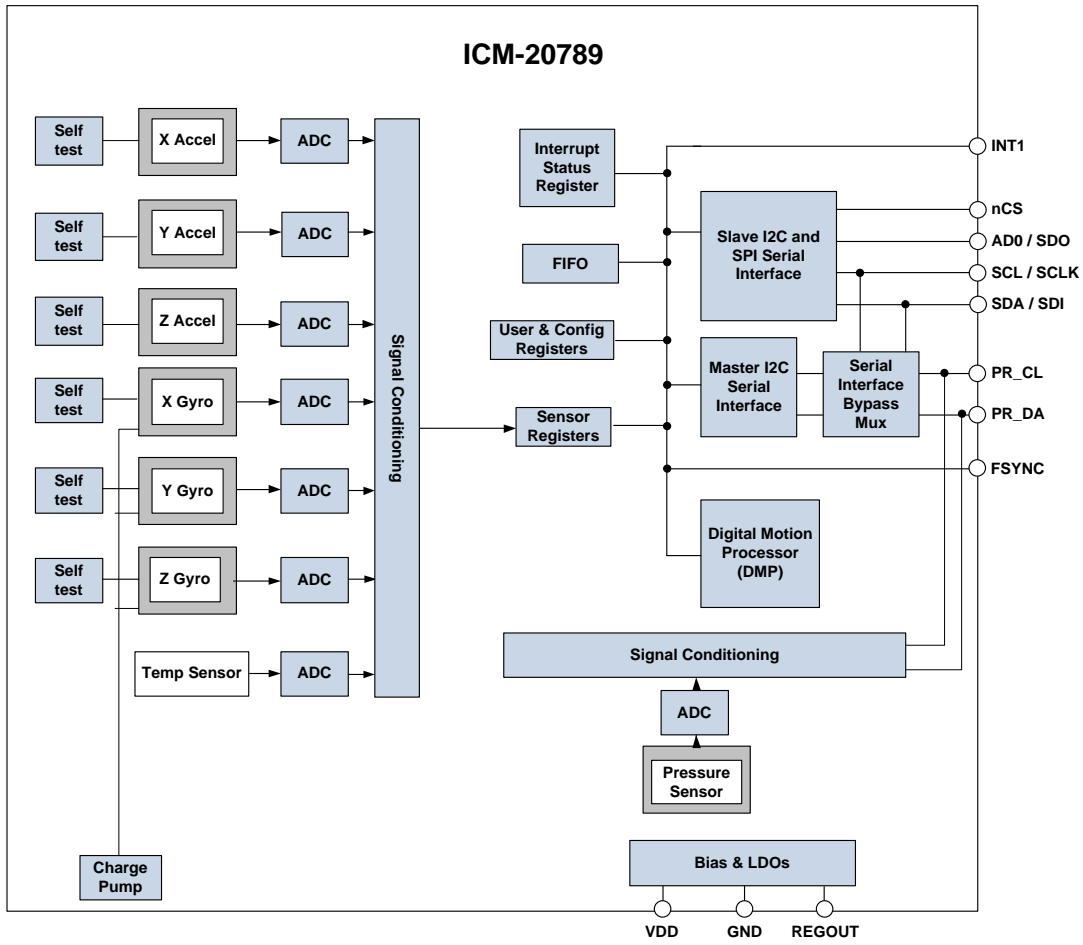 ICM-20789
Self
test
X Accel
ADC
Self
test
Y Accel
ADC
Self
test
Z Accel
ADC
Self
test
X Gyro
ADC
Self
test
Y Gyro
ADC
Self
test
Z Gyro
ADC
Temp Sensor
ADC
Signal Conditioning
Charge
Pump
Interrupt
Status
Register
FIFO
User & Config
Registers
Sensor
Registers
Slave I2C and
SPI Serial
Interface
Master I2C
Serial
Interface
Serial
Interface
Bypass
Mux
Digital Motion
Processor
(DMP)
Signal Conditioning
ADC
Pressure
Sensor
Bias & LDOs
INT1
nCS
AD0 / SDO
SCL / SCLK
SDA / SDI
PR_CL
PR_DA
FSYNC
VDD
GND
REGOUT